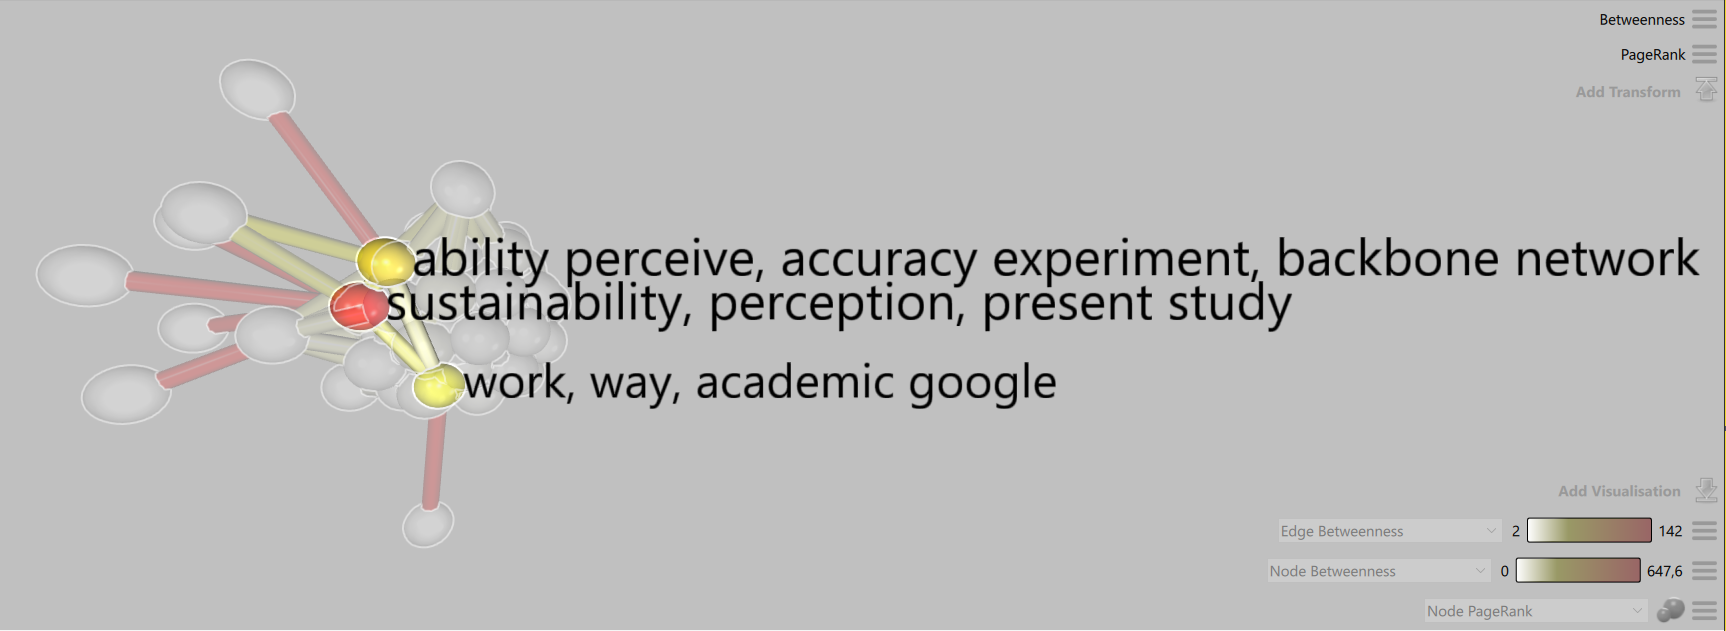 Betweenness
PageRank
Add Transform
ability perceive, accuracy experiment, backbone network
sustainability, perception, present study
work, way, academic google
Add Visualisation
Edge Betweenness 2 142
Node Betweenness 0 647,6
Node PageRank